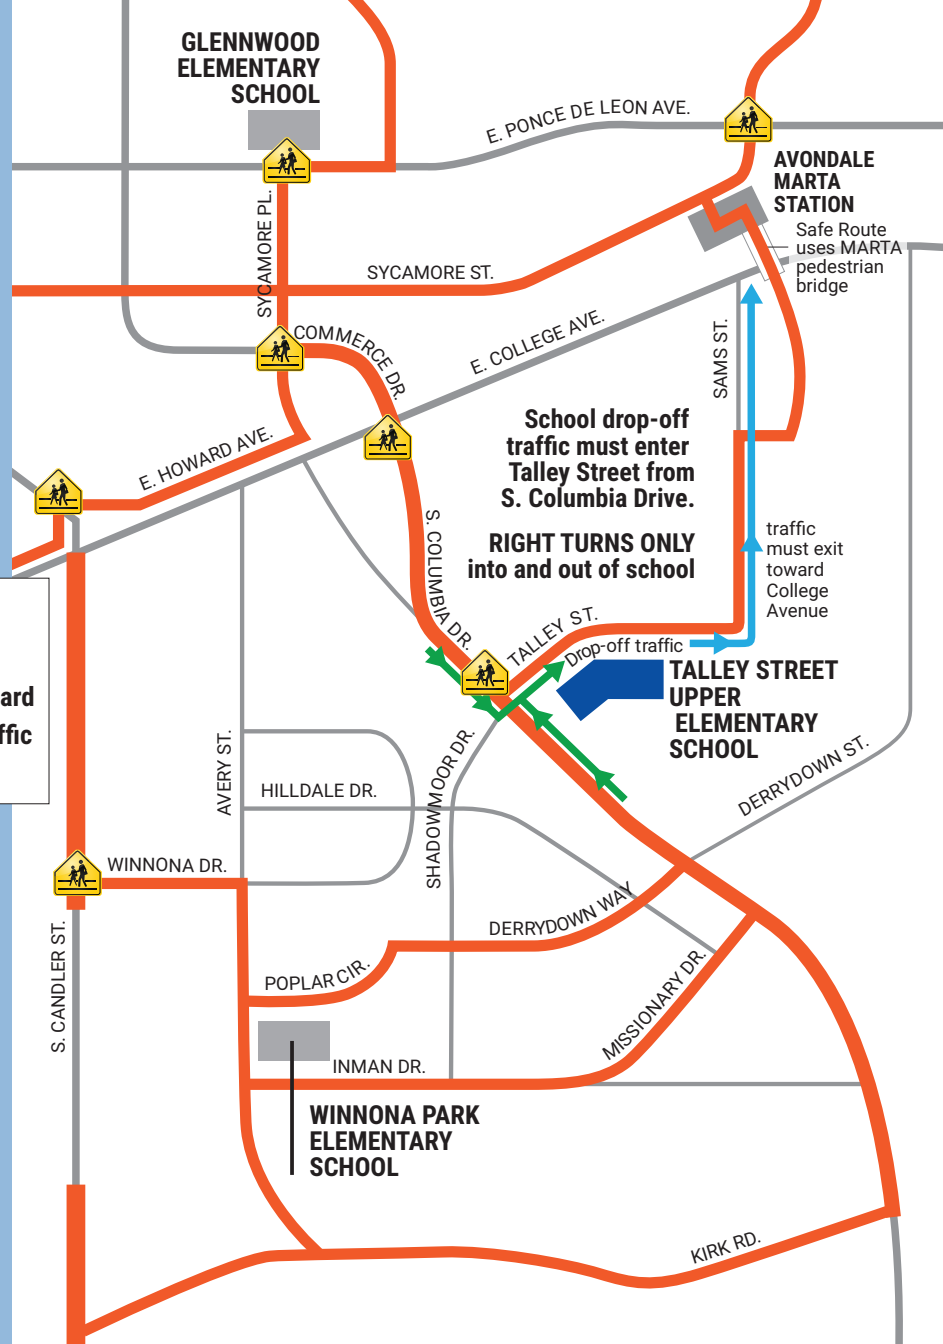 GLENNWOOD
ELEMENTARY
SCHOOL
E. PONCE DE LEON AVE.
AVONDALE
MARTA
STATION
Safe Route
uses MARTA
pedestrian
bridge
SYCAMORE PL.
SYCAMORE ST.
COMMERCE DR.
E. COLLEGE AVE.
SAMS ST.
E. HOWARD AVE.
School drop-off
traffic must enter
Talley Street from
S. Columbia Drive.
RIGHT TURNS ONLY
into and out of school
traffic
must exit
toward
College
Avenue
S. COLUMBIA DR.
TALLEY ST.
Drop-off traffic
TALLEY STREET
UPPER
ELEMENTARY
SCHOOL
ard
ffic
AVERY ST.
HILLDALE DR.
SHADOWMOOR DR.
DERRYDOWN ST.
WINNONA DR.
DERRYDOWN WAY
S. CANDLER ST.
POPLAR CIR.
MISSIONARY DR.
INMAN DR.
WINNONA PARK
ELEMENTARY
SCHOOL
KIRK RD.